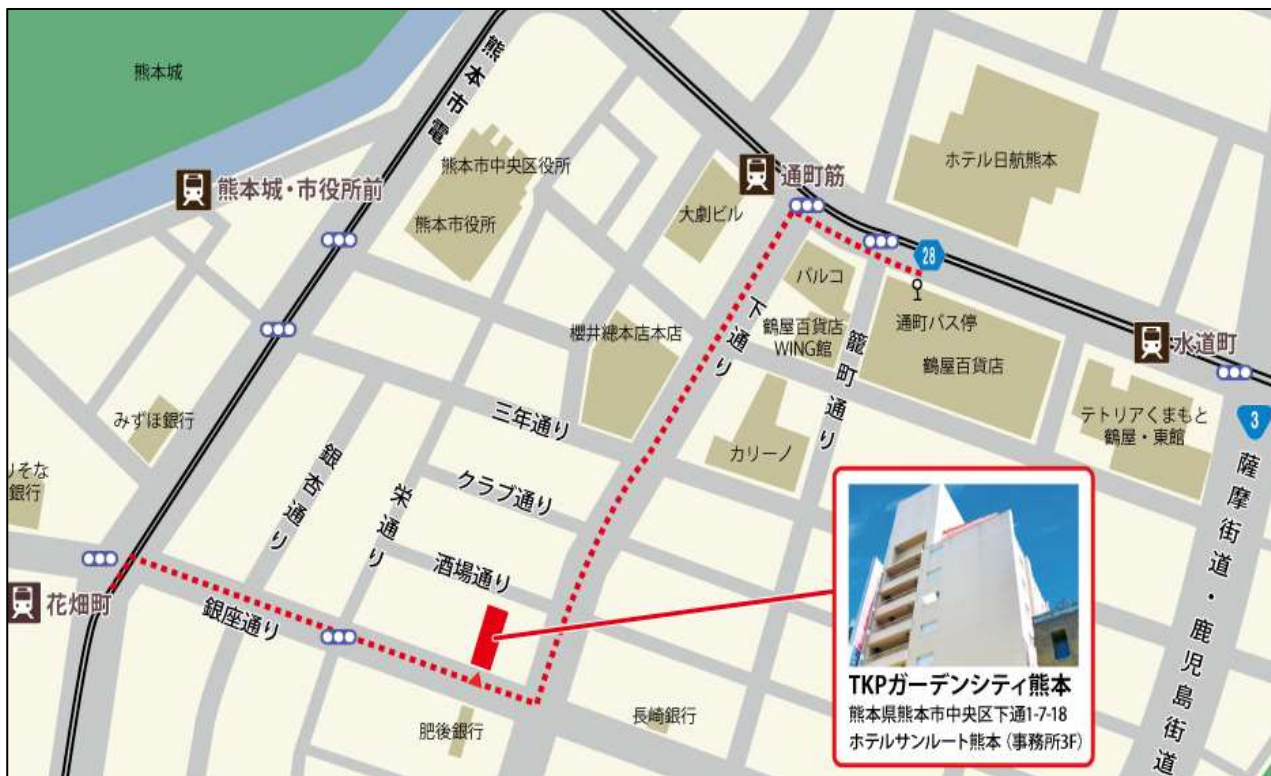 熊本城
熊本市電
熊本城・市役所前
熊本市中央区役所
熊本市役所
大劇ビル
通町筋
ホテル日航熊本
28
パルコ
通町バス停
鶴屋百貨店
WING館
鶴屋百貨店
水道町
下通り
籠町通り
櫻井總本店本店
テトリアくまもと
鶴屋・東館
3
薩摩街道・鹿児島街道
みずほ銀行
三年通り
カリーノ
りそな
銀行
銀杏通り
栄通り
クラブ通り
酒場通り
花畑町
銀座通り
肥後銀行
長崎銀行
TKPガーデンシティ熊本
熊本県熊本市中央区下通1-7-18
ホテルサンルート熊本（事務所3F）